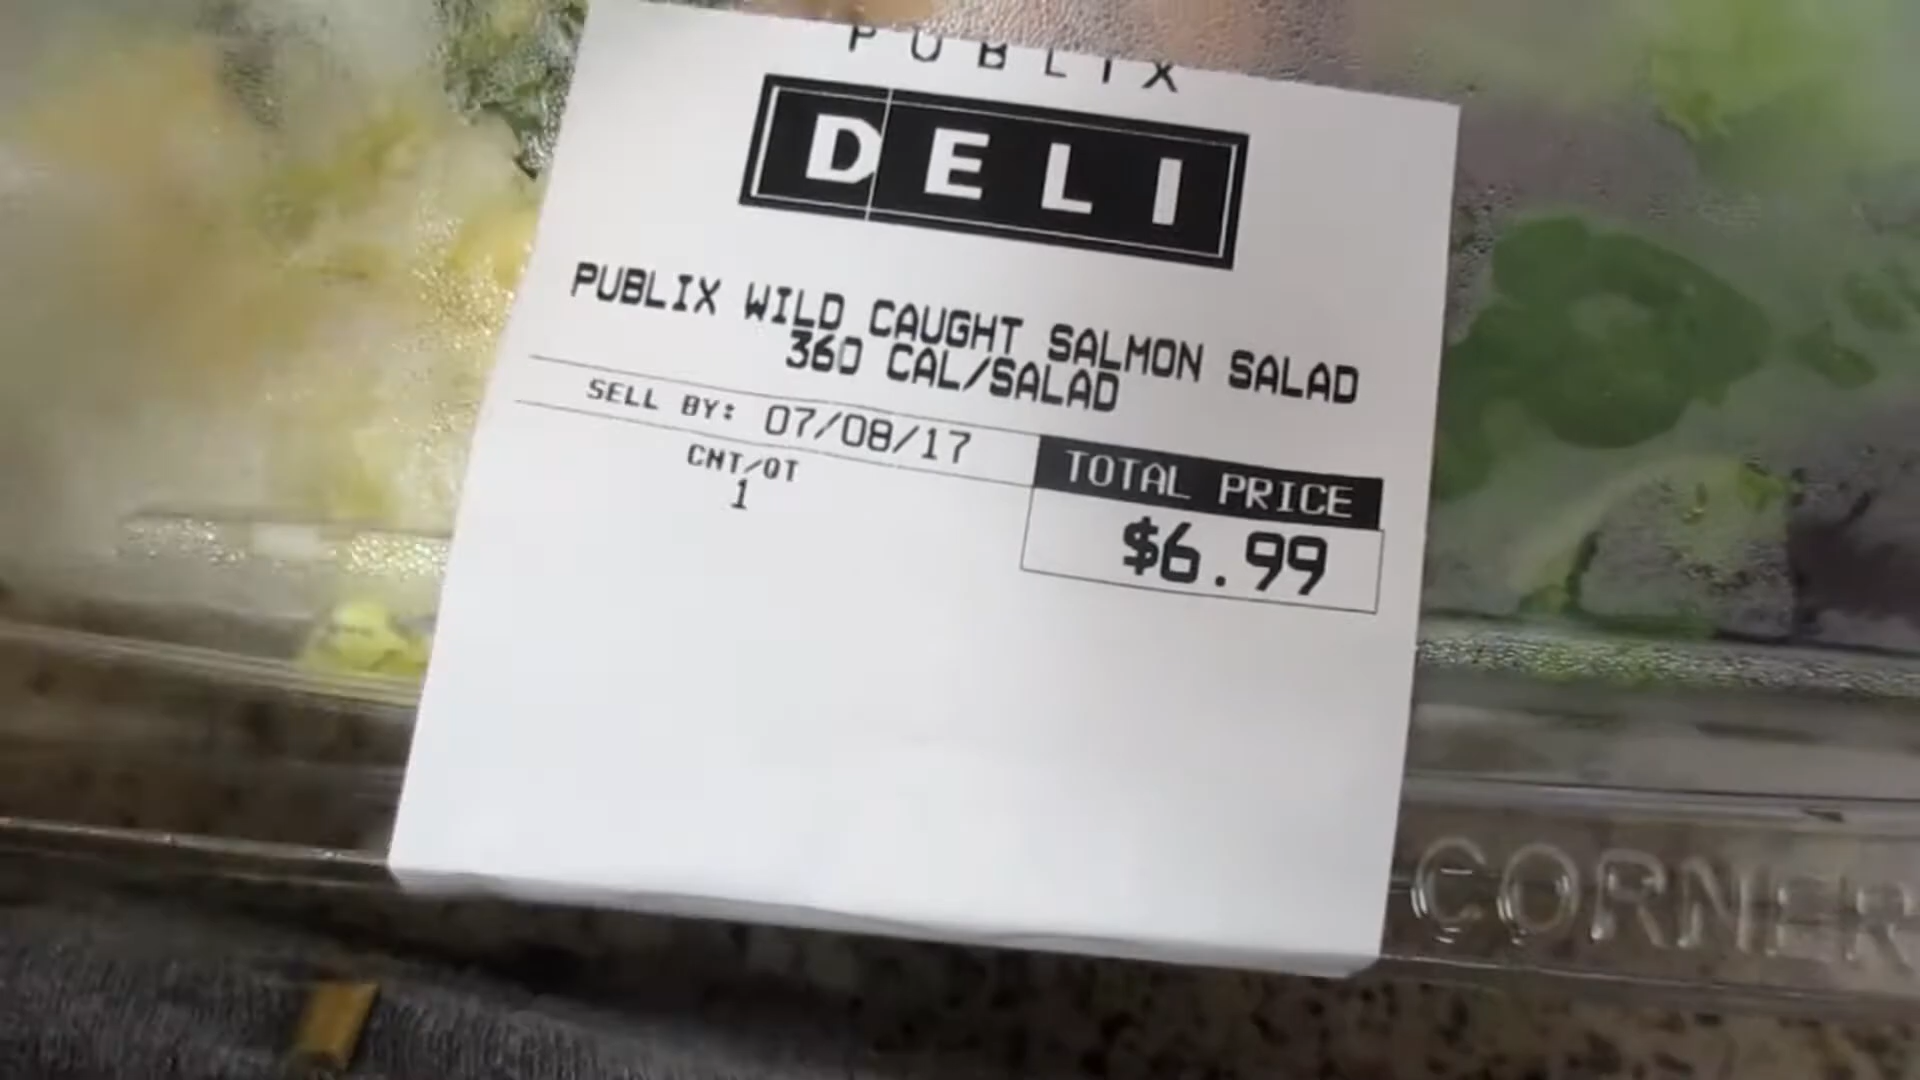 PUBLIX
DELI
PUBLIX WILD CAUGHT SALMON SALAD
360 CAL/SALAD
SELL BY: 07/08/17
CNT/QT
1
TOTAL PRICE
$6.99
CORNER